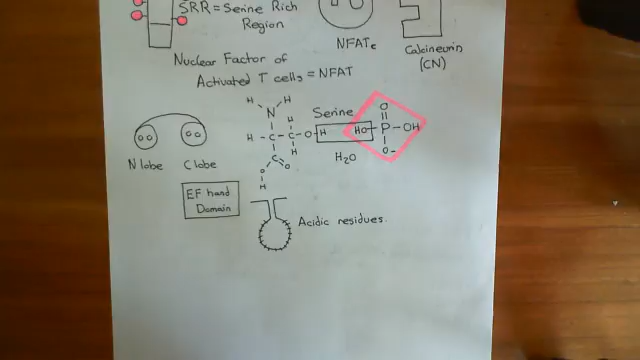 SRR = Serine Rich
Region
NFATc
Calcineurin
(CN)
Nuclear Factor of
Activated T cells = NFAT
H H
N
H
Serine
O
H - C - C - O - H HO - P - OH
H
H2O
O-
C
O O
H
N lobe C lobe
EF hand
Domain
Acidic residues.